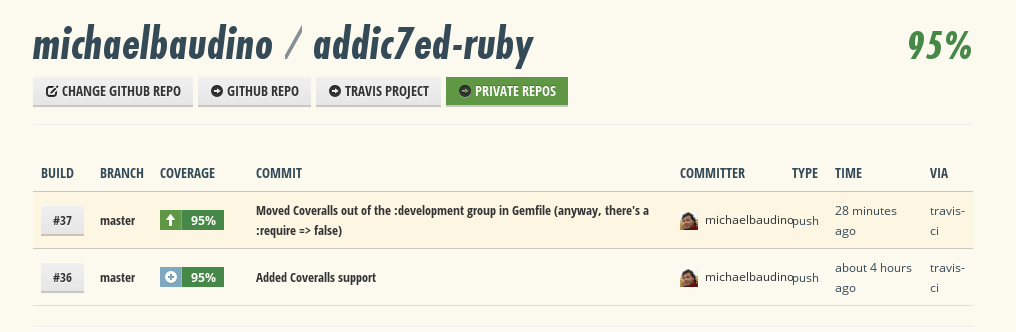 michaelbaudino / addic7ed-ruby 95%
CHANGE GITHUB REPO GITHUB REPO TRAVIS PROJECT PRIVATE REPOS
BUILD BRANCH COVERAGE COMMIT COMMITTER TYPE TIME VIA
#37 master 95% Moved Coveralls out of the :development group in Gemfile (anyway, there's a michaelbaudino push 28 minutes travis-
:require => false) ago ci
#36 master 95% Added Coveralls support michaelbaudino push about 4 hours travis-
ago ci